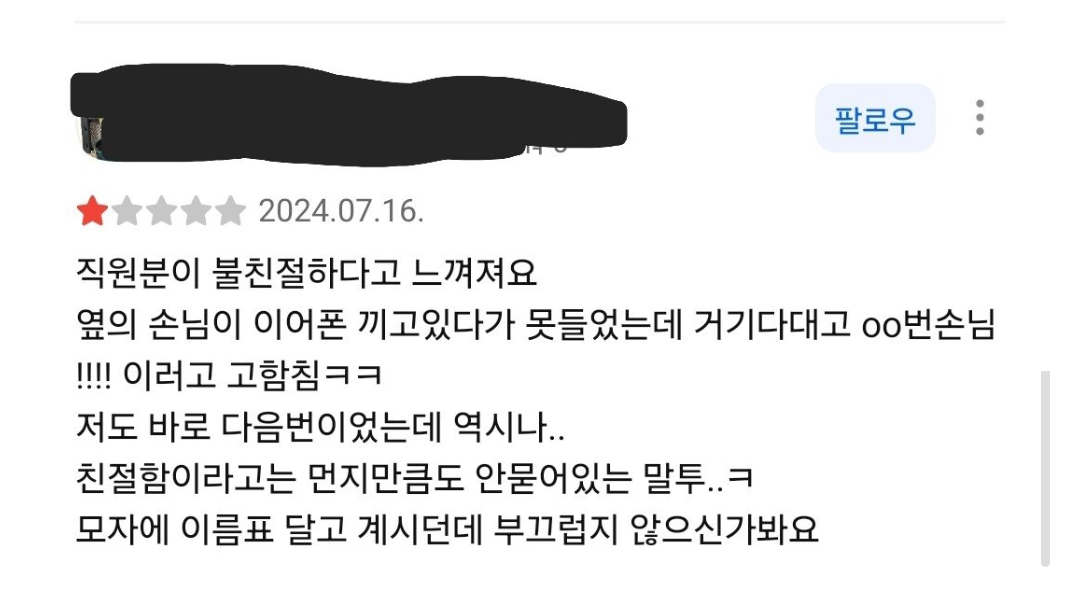 팔로우
2024.07.16.
직원분이 불친절하다고 느껴져요
옆의 손님이 이어폰 끼고있다가 못들었는데 거기다대고 oo번손님
!!!! 이러고 고함침ㅋㅋ
저도 바로 다음번이었는데 역시나..
친절함이라고는 먼지만큼도 안묻어있는 말투..ㅋ
모자에 이름표 달고 계시던데 부끄럽지 않으신가봐요